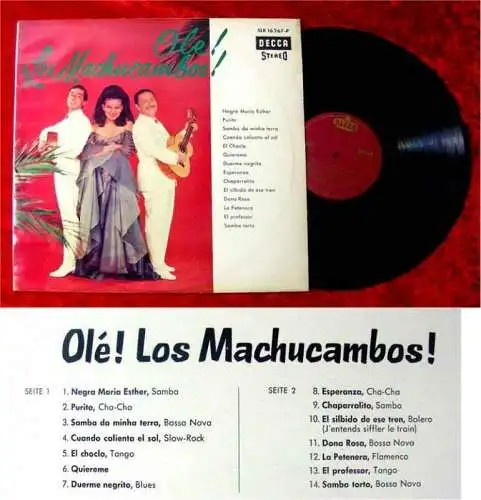 Olé!
Los Machucambos!
SLK 16 267-P
DECCA
STEREO
Negra Maria Esther
Purito
Samba da minha terra
Cuando calienta el sol
El Choclo
Quiereme
Duerme negrito
Esperanza
Chaparralita
El silbido de ese tren
Dona Rosa
La Petenera
El professor
Samba torto
Olé! Los Machucambos!
SEITE 1
1. Negra Maria Esther, Samba
2. Purito, Cha-Cha
3. Samba da minha terra, Bossa Nova
4. Cuando calienta el sol, Slow-Rock
5. El choclo, Tango
6. Quiereme
7. Duerme negrito, Blues
SEITE 2
8. Esperanza, Cha-Cha
9. Chaparralita, Samba
10. El silbido de ese tren, Bolero
(J'entends siffler le train)
11. Dona Rosa, Bossa Nova
12. La Petenera, Flamenco
13. El professor, Tango
14. Samba torto, Bossa Nova